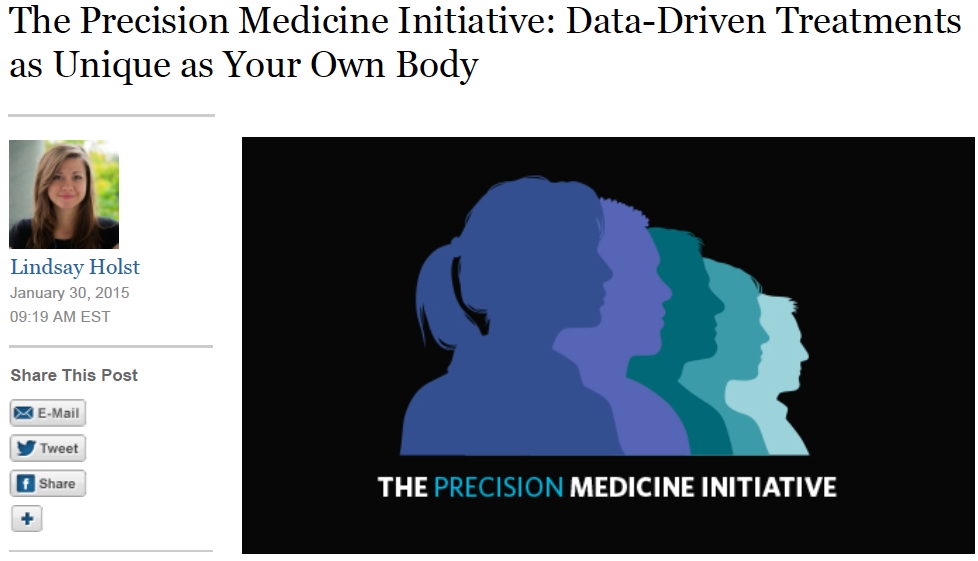 The Precision Medicine Initiative: Data-Driven Treatments
as Unique as Your Own Body
Lindsay Holst
January 30, 2015
09:19 AM EST
Share This Post
E-Mail
Tweet
Share
THE PRECISION MEDICINE INITIATIVE